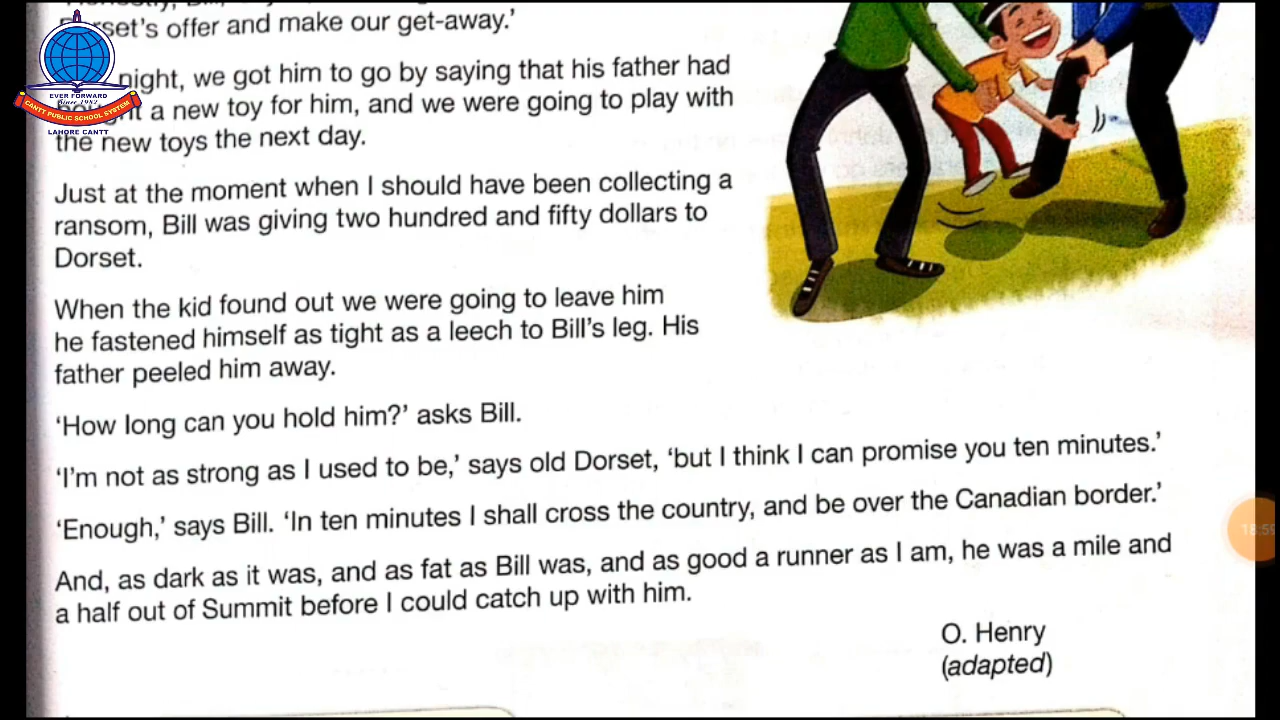 Dorset's offer and make our get-away.'
night, we got him to go by saying that his father had
a new toy for him, and we were going to play with
the new toys the next day.
Just at the moment when I should have been collecting a
ransom, Bill was giving two hundred and fifty dollars to
Dorset.
When the kid found out we were going to leave him
he fastened himself as tight as a leech to Bill's leg. His
father peeled him away.
'How long can you hold him?' asks Bill.
'I'm not as strong as I used to be,' says old Dorset, 'but I think I can promise you ten minutes.'
'Enough,' says Bill. 'In ten minutes I shall cross the country, and be over the Canadian border.'
And, as dark as it was, and as fat as Bill was, and as good a runner as I am, he was a mile and
a half out of Summit before I could catch up with him.
O. Henry
(adapted)
EVER FORWARD
Since 1982
CANTT PUBLIC SCHOOL SYSTEM
LAHORE CANTT
18:59